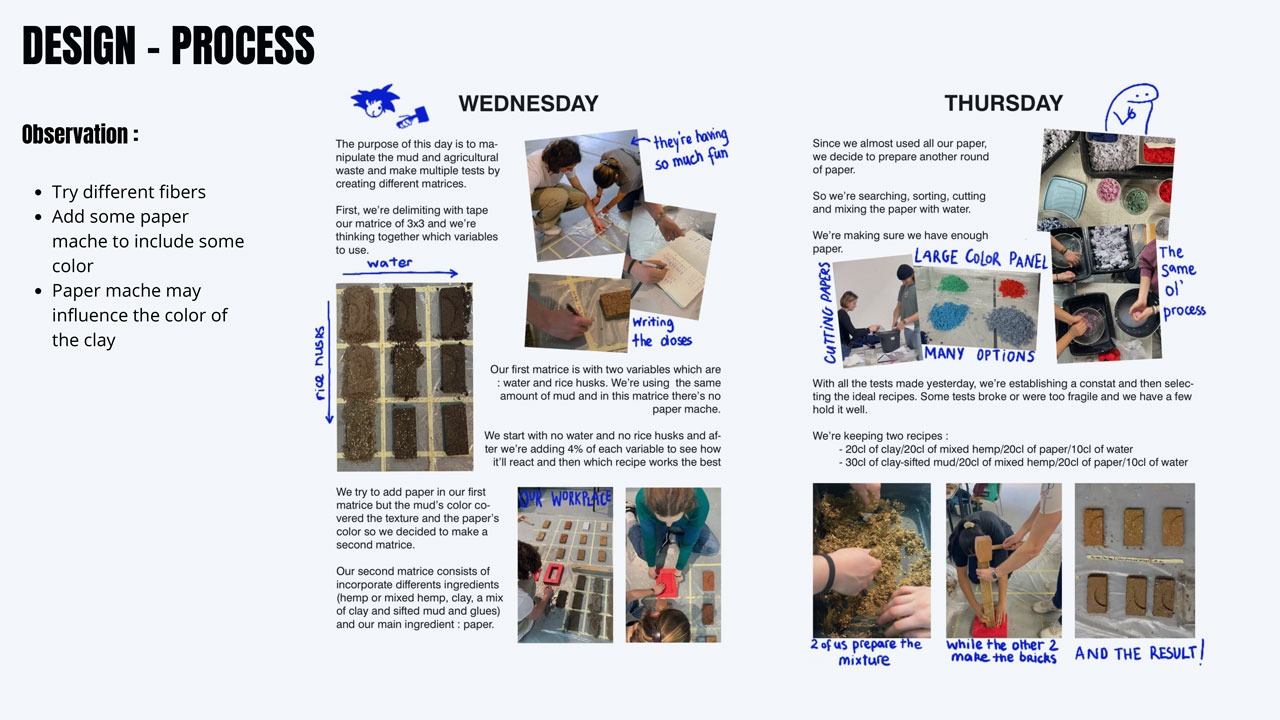 DESIGN - PROCESS
Observation :
• Try different fibers
• Add some paper
mache to include some
color
• Paper mache may
influence the color of
the clay
WEDNESDAY
The purpose of this day is to ma-
nipulate the mud and agricultural
waste and make multiple tests by
creating different matrices.
First, we're delimiting with tape
our matrice of 3x3 and we're
thinking together which variables
to use.
they're having
so much fun
water
rice husks
Writing
the doses
Our first matrice is with two variables which are
: water and rice husks. We're using the same
amount of mud and in this matrice there's no
paper mache.
We start with no water and no rice husks and af-
ter we're adding 4% of each variable to see how
it'll react and then which recipe works the best
We try to add paper in our first
matrice but the mud's color co-
vered the texture and the paper's
color so we decided to make a
second matrice.
Our second matrice consists of
incorporate differents ingredients
(hemp or mixed hemp, clay, a mix
of clay and sifted mud and glues)
and our main ingredient : paper.
OUR WORKPLACE
THURSDAY
Since we almost used all our paper,
we decide to prepare another round
of paper.
So we're searching, sorting, cutting
and mixing the paper with water.
We're making sure we have enough
paper.
CUTTING PAPERS
LARGE COLOR PANEL
MANY OPTIONS
The
same
ol'
process
With all the tests made yesterday, we're establishing a constat and then selec-
ting the ideal recipes. Some tests broke or were too fragile and we have a few
hold it well.
We're keeping two recipes :
- 20cl of clay/20cl of mixed hemp/20cl of paper/10cl of water
- 30cl of clay-sifted mud/20cl of mixed hemp/20cl of paper/10cl of water
2 of us prepare the
mixture
while the other 2
make the bricks
AND THE RESULT!